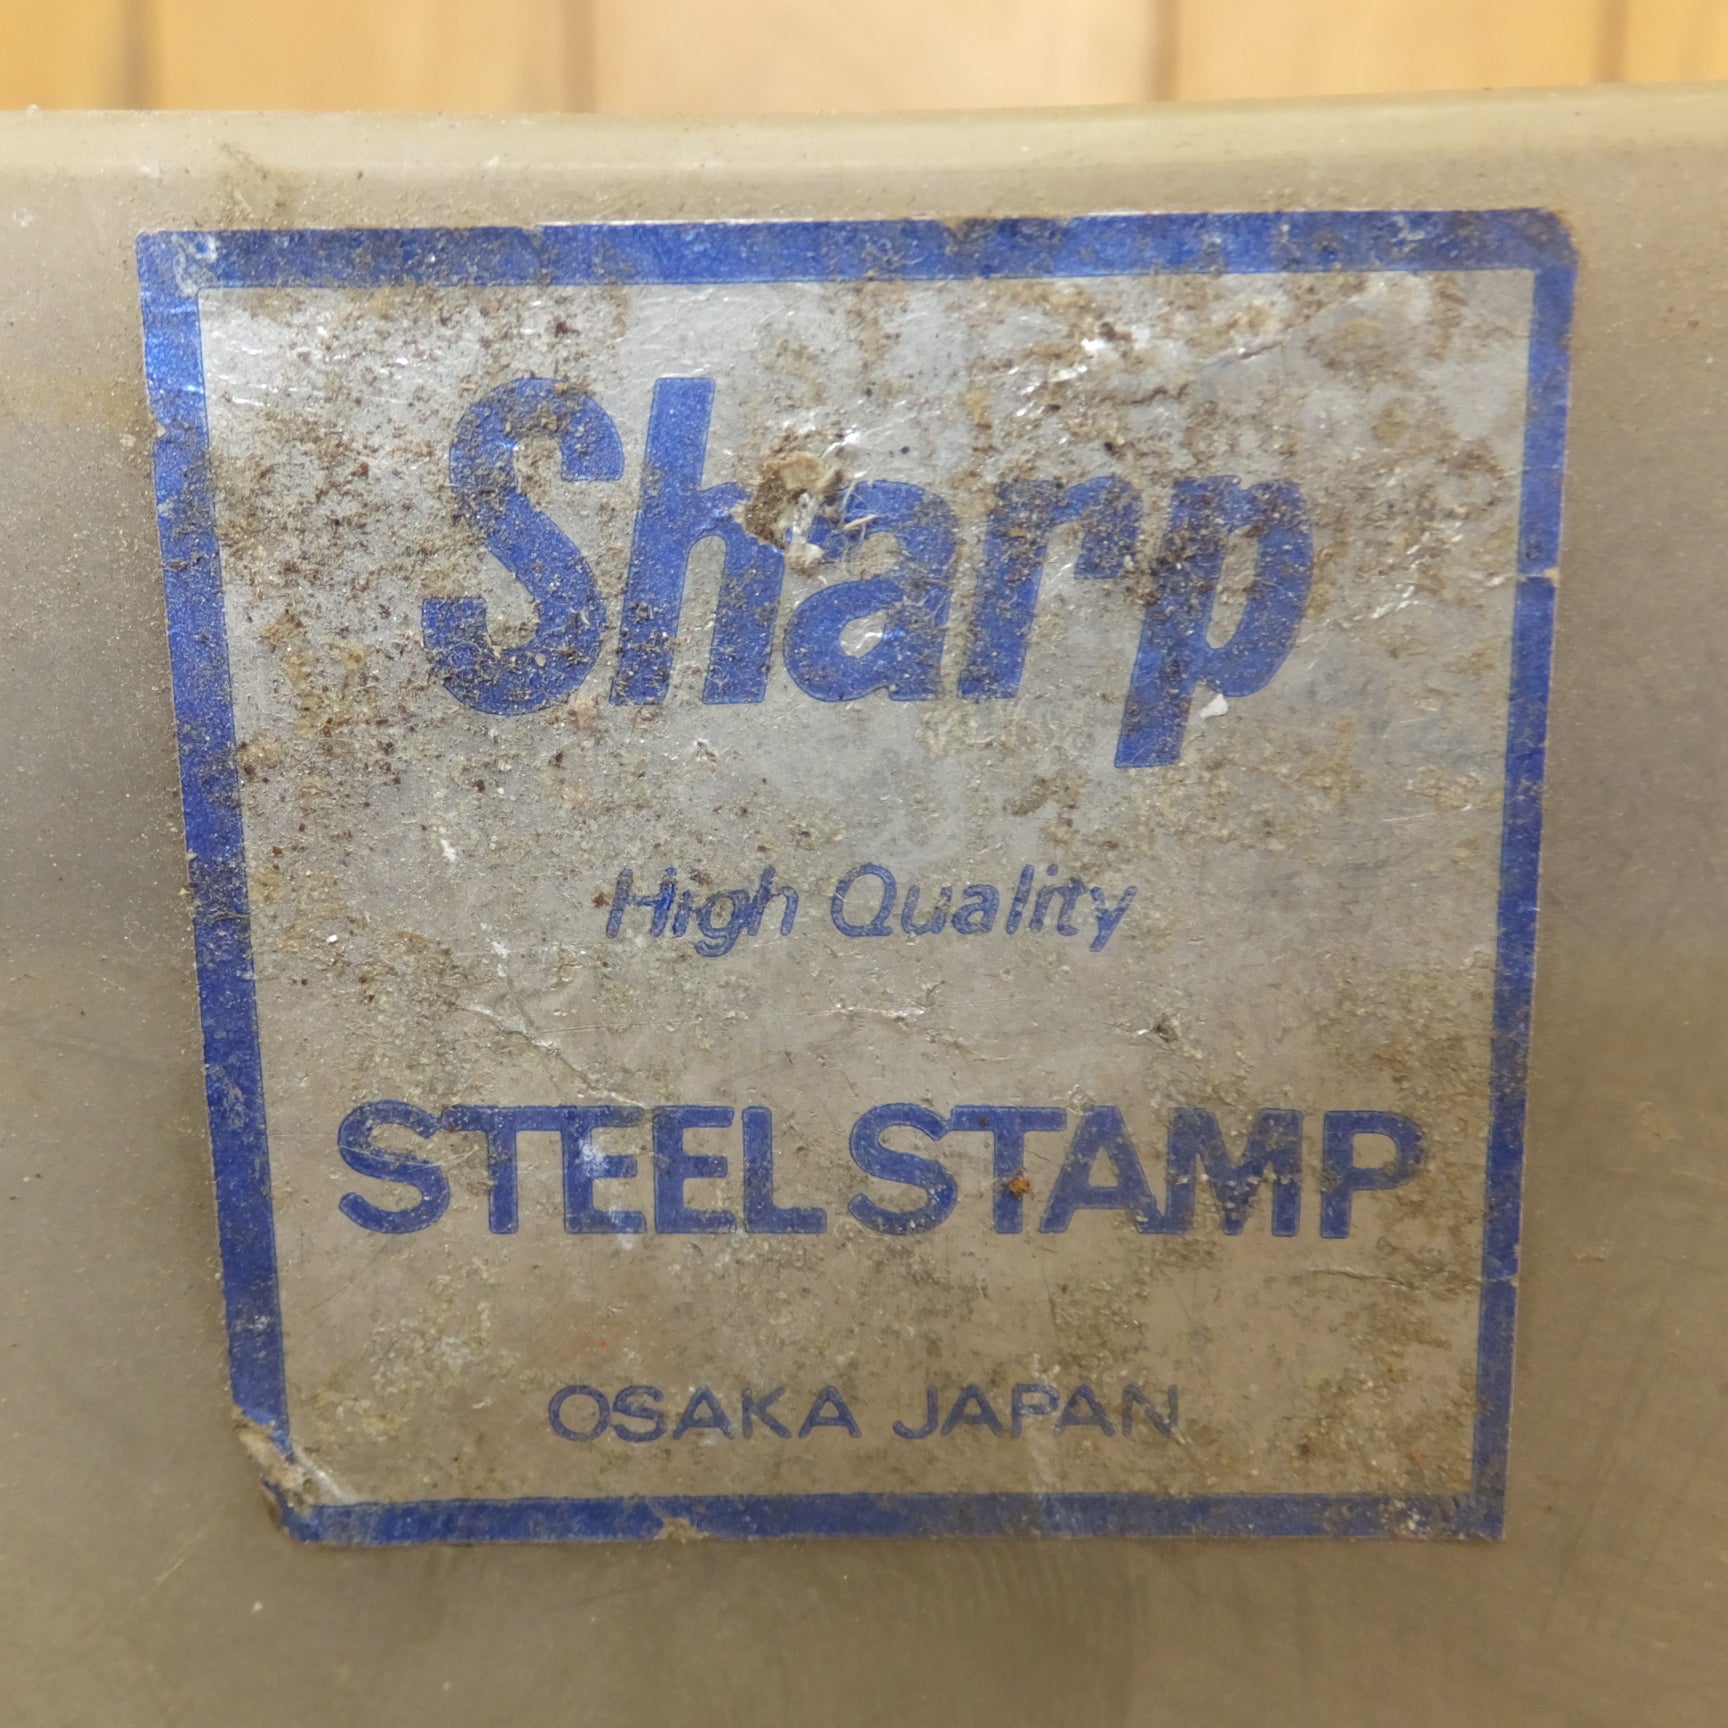 Sharp
High Quality
STEEL STAMP
OSAKA JAPAN